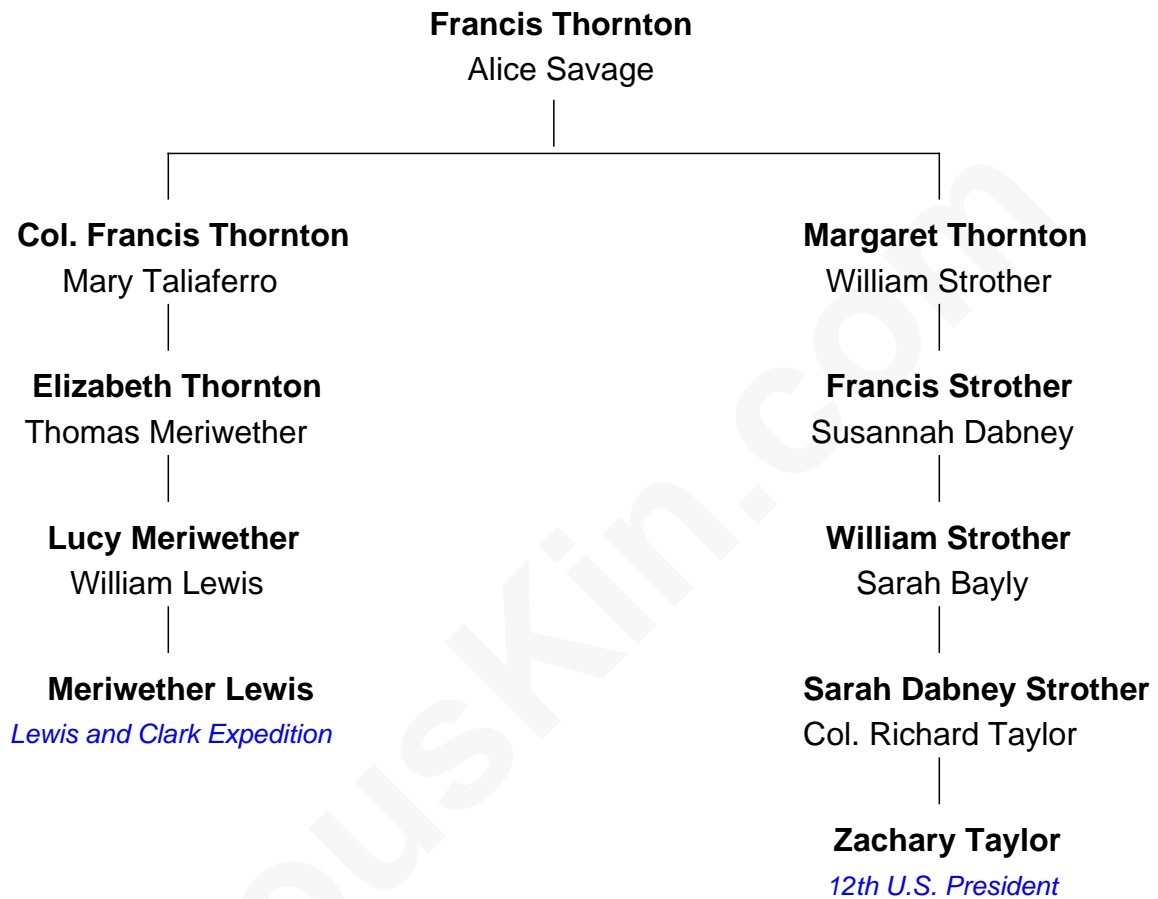 Francis Thornton
Alice Savage
Col. Francis Thornton
Mary Taliaferro
Margaret Thornton
William Strother
Elizabeth Thornton
Thomas Meriwether
Francis Strother
Susannah Dabney
Lucy Meriwether
William Lewis
William Strother
Sarah Bayly
Meriwether Lewis
Lewis and Clark Expedition
Sarah Dabney Strother
Col. Richard Taylor
Zachary Taylor
12th U.S. President
ousKin.com